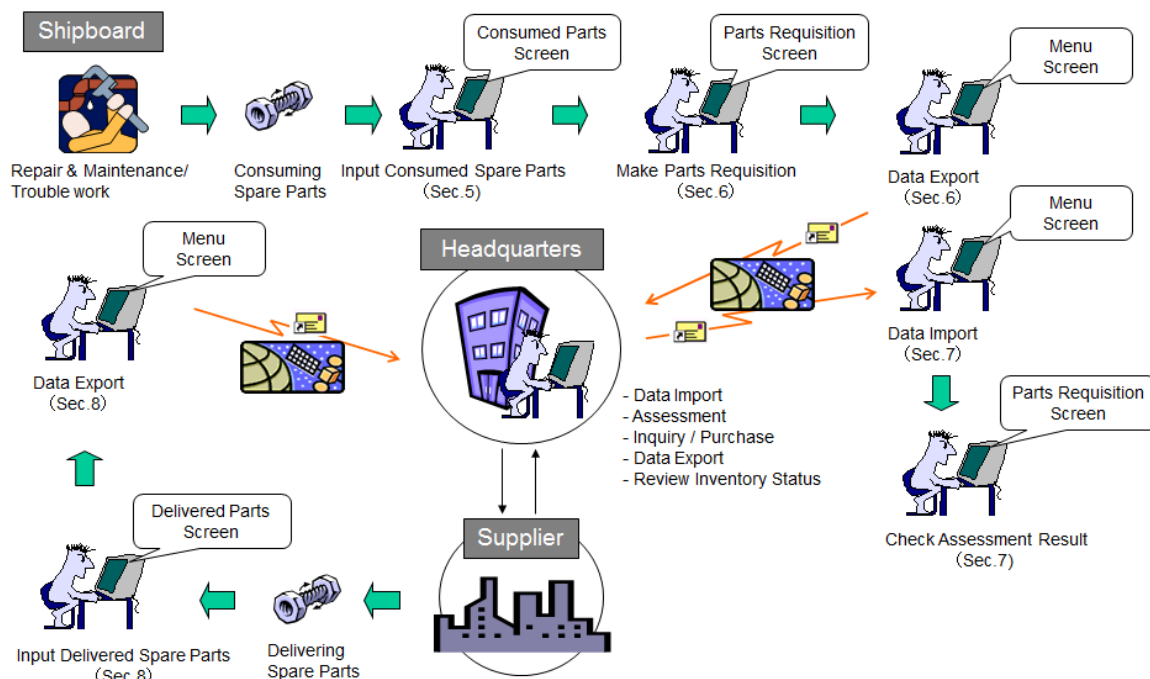 Shipboard
Consumed Parts
Screen
Parts Requisition
Screen
Menu
Screen
Repair & Maintenance/
Trouble work
Consuming
Spare Parts
Input Consumed Spare Parts
(Sec.5)
Make Parts Requisition
(Sec.6)
Data Export
(Sec.6)
Menu
Screen
Headquarters
Menu
Screen
Data Export
(Sec.8)
Data Import
(Sec.7)
- Data Import
- Assessment
- Inquiry / Purchase
- Data Export
- Review Inventory Status
Parts Requisition
Screen
Check Assessment Result
(Sec.7)
Delivered Parts
Screen
Supplier
Input Delivered Spare Parts
(Sec.8)
Delivering
Spare Parts